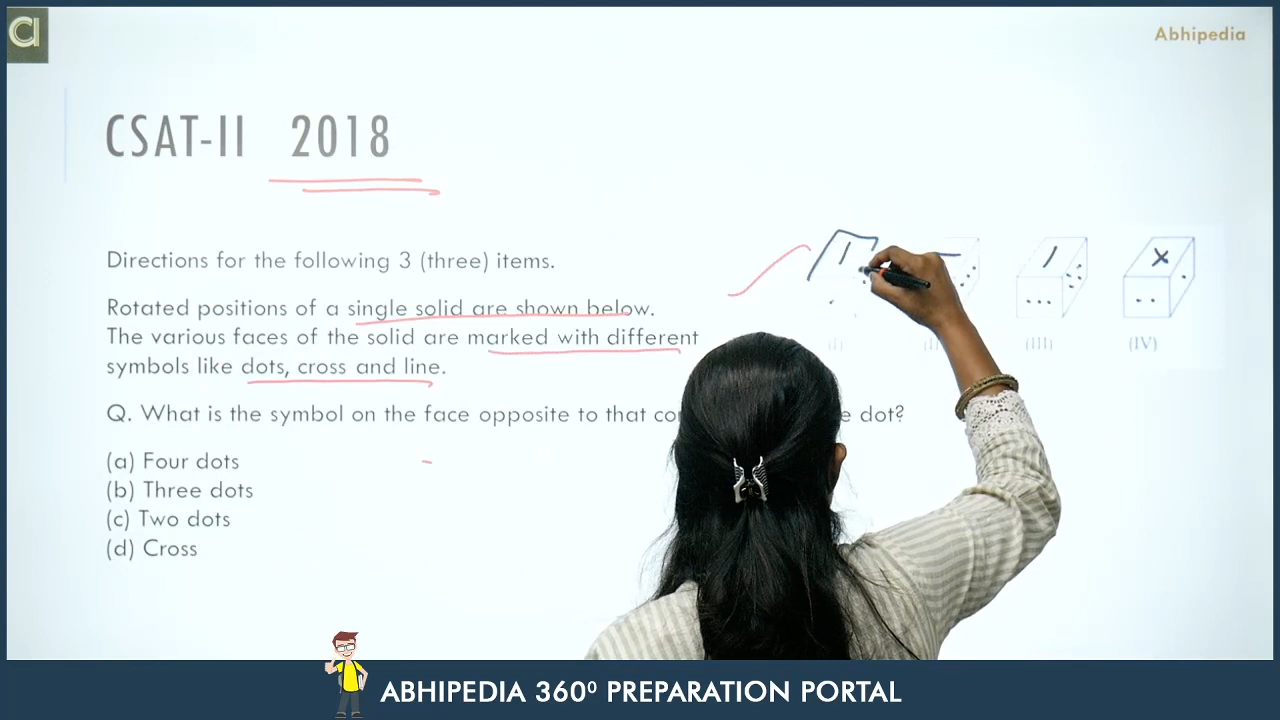 Abhipedia
CSAT-II 2018
Directions for the following 3 (three) items.
Rotated positions of a single solid are shown below.
The various faces of the solid are marked with different
symbols like dots, cross and line.
Q. What is the symbol on the face opposite to that dot?
(a) Four dots
(b) Three dots
(c) Two dots
(d) Cross
(I) (III) (IV)
ABHIPEDIA 360⁰ PREPARATION PORTAL